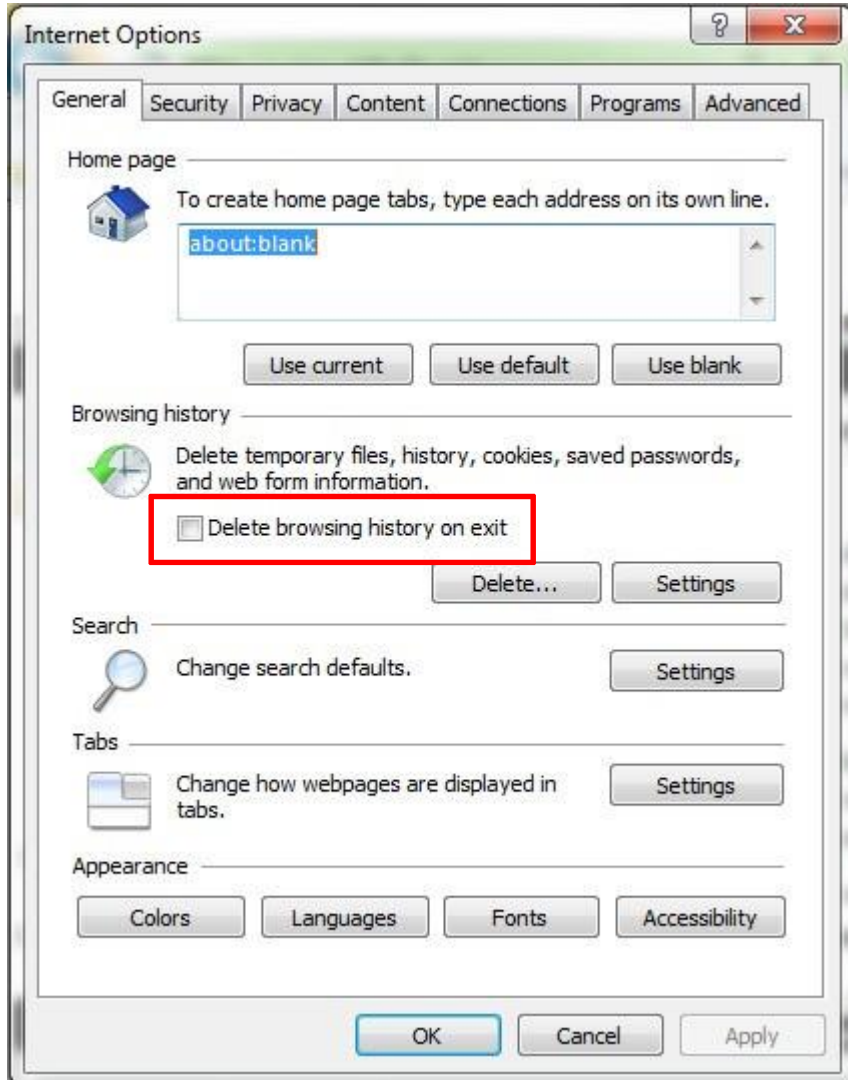 Internet Options
General Security Privacy Content Connections Programs Advanced
Home page
To create home page tabs, type each address on its own line.
about:blank
Use current Use default Use blank
Browsing history
Delete temporary files, history, cookies, saved passwords,
and web form information.
Delete browsing history on exit
Delete... Settings
Search
Change search defaults. Settings
Tabs
Change how webpages are displayed in Settings
tabs.
Appearance
Colors Languages Fonts Accessibility
OK Cancel Apply